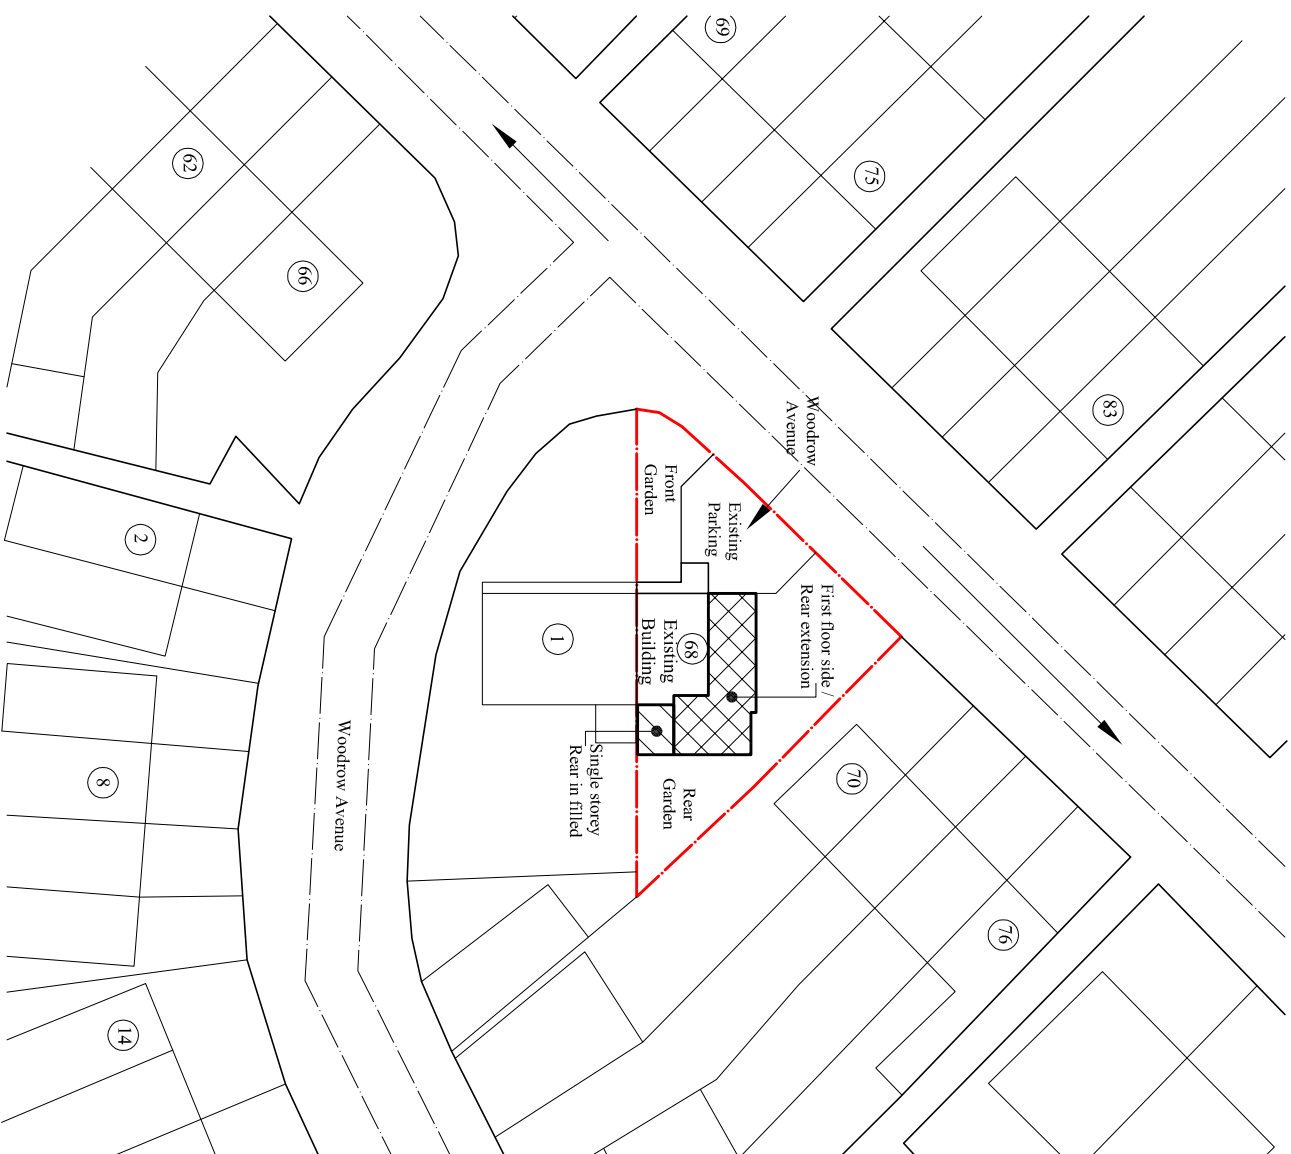 69
75
83
62
66
Woodrow
Avenue
Front
Garden
Existing
Parking
First floor side /
Rear extension
68
Existing
Building
1
Single storey
Rear in filled
Rear
Garden
Woodrow Avenue
2
8
14
70
76